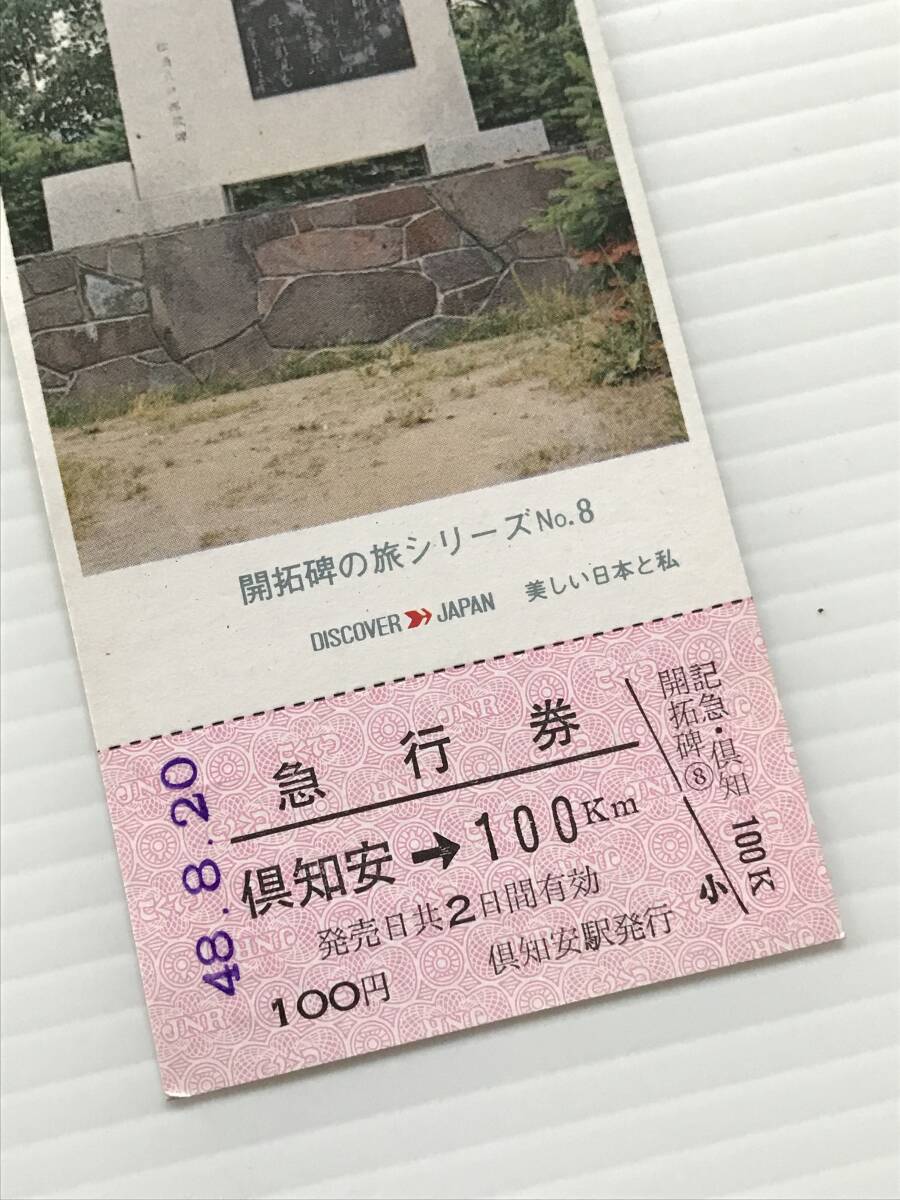 開拓碑の旅シリーズNo.8
DISCOVER JAPAN 美しい日本と私
急行券
倶知安➔100Km
発売日共2日間有効
100円 倶知安駅発行
48.8.20
記急・倶知
開拓碑⑧
小 100K